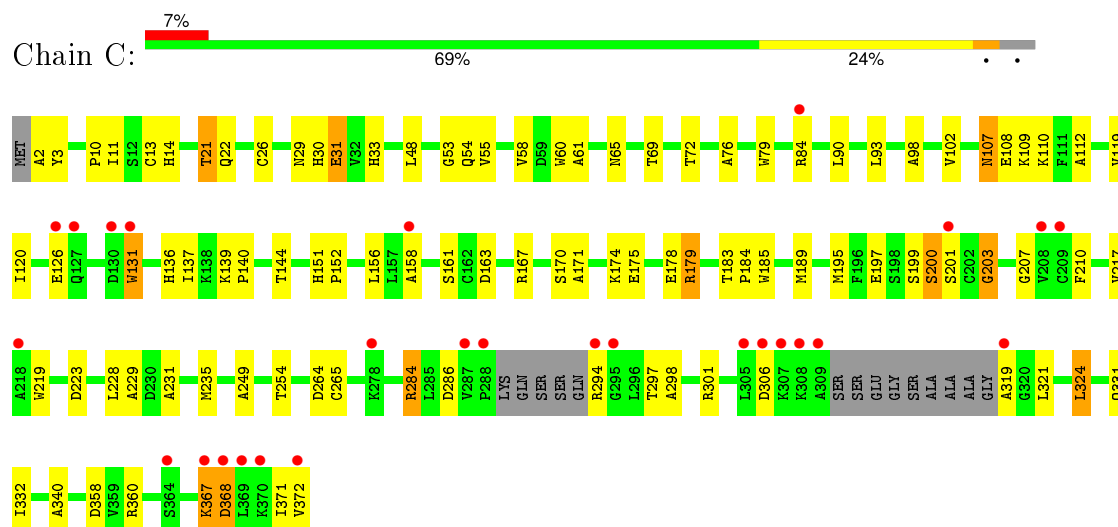 7%
Chain C:
69% 24% • •
MET A2 Y3 P10 I11 S12 C13 H14 T21 Q22 C26 N29 H30 E31 V32 H33 L48 G53 Q54 V55 V58 D59 W60 A61 N65 T69 T72 A76 W79 R84 L90 L93 A98 V102 N107 E108 K109 K110 F111 A112
I120 E126 Q127 D130 W131 H136 I137 K138 K139 P140 T144 H151 P152 L156 L157 A158 S161 C162 D163 R167 S170 A171 K174 E175 E178 R179 T183 P184 W185 M189 M195 F196 E197 S198 S199 S200 S201 C202 G203 G207 V208 C209 F210
A218 W219 D223 L228 A229 D230 A231 M235 A249 T254 D264 C265 K278 R284 L285 D286 V287 P288 LYS GLN SER SER GLN R294 G295 L296 T297 A298 R301 L305 D306 K307 K308 A309 SER SER GLU GLY SER ALA ALA ALA GLY A319 G320 L321 L324
I332 A340 D358 V359 R360 S364 K367 D368 L369 K370 I371 V372